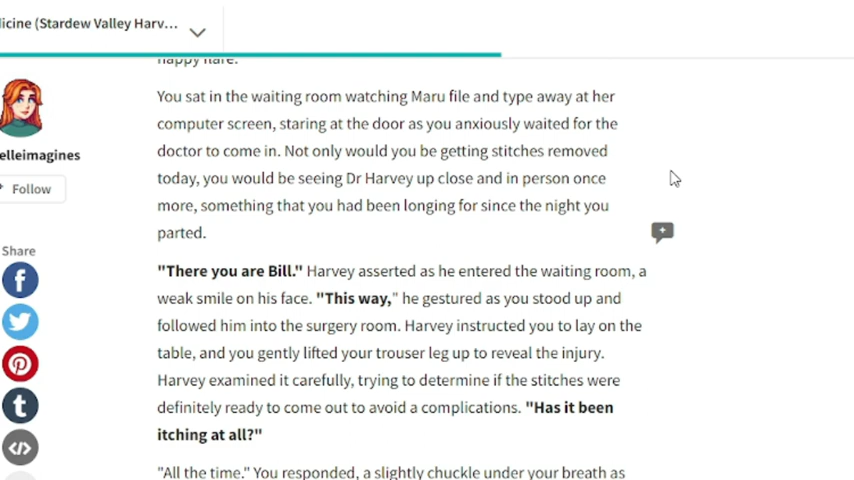 dicine (Stardew Valley Harv...
happy flare.
You sat in the waiting room watching Maru file and type away at her
computer screen, staring at the door as you anxiously waited for the
doctor to come in. Not only would you be getting stitches removed
today, you would be seeing Dr Harvey up close and in person once
more, something that you had been longing for since the night you
parted.
"There you are Bill." Harvey asserted as he entered the waiting room, a
weak smile on his face. "This way," he gestured as you stood up and
followed him into the surgery room. Harvey instructed you to lay on the
table, and you gently lifted your trouser leg up to reveal the injury.
Harvey examined it carefully, trying to determine if the stitches were
definitely ready to come out to avoid a complications. "Has it been
itching at all?"
"All the time." You responded, a slightly chuckle under your breath as
elleimagines
Follow
Share